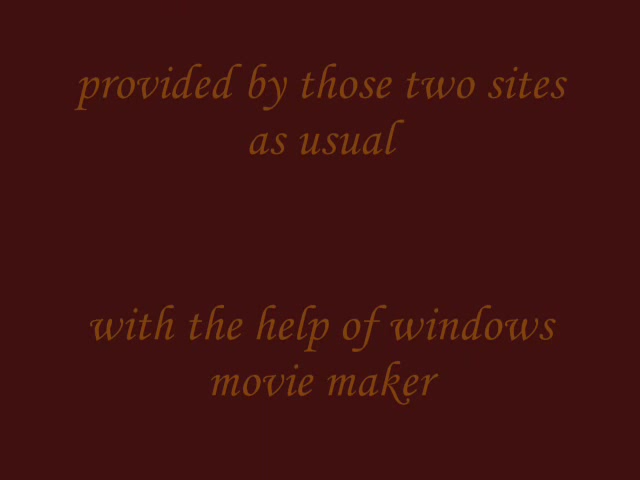 provided by those two sites
as usual
with the help of windows
movie maker